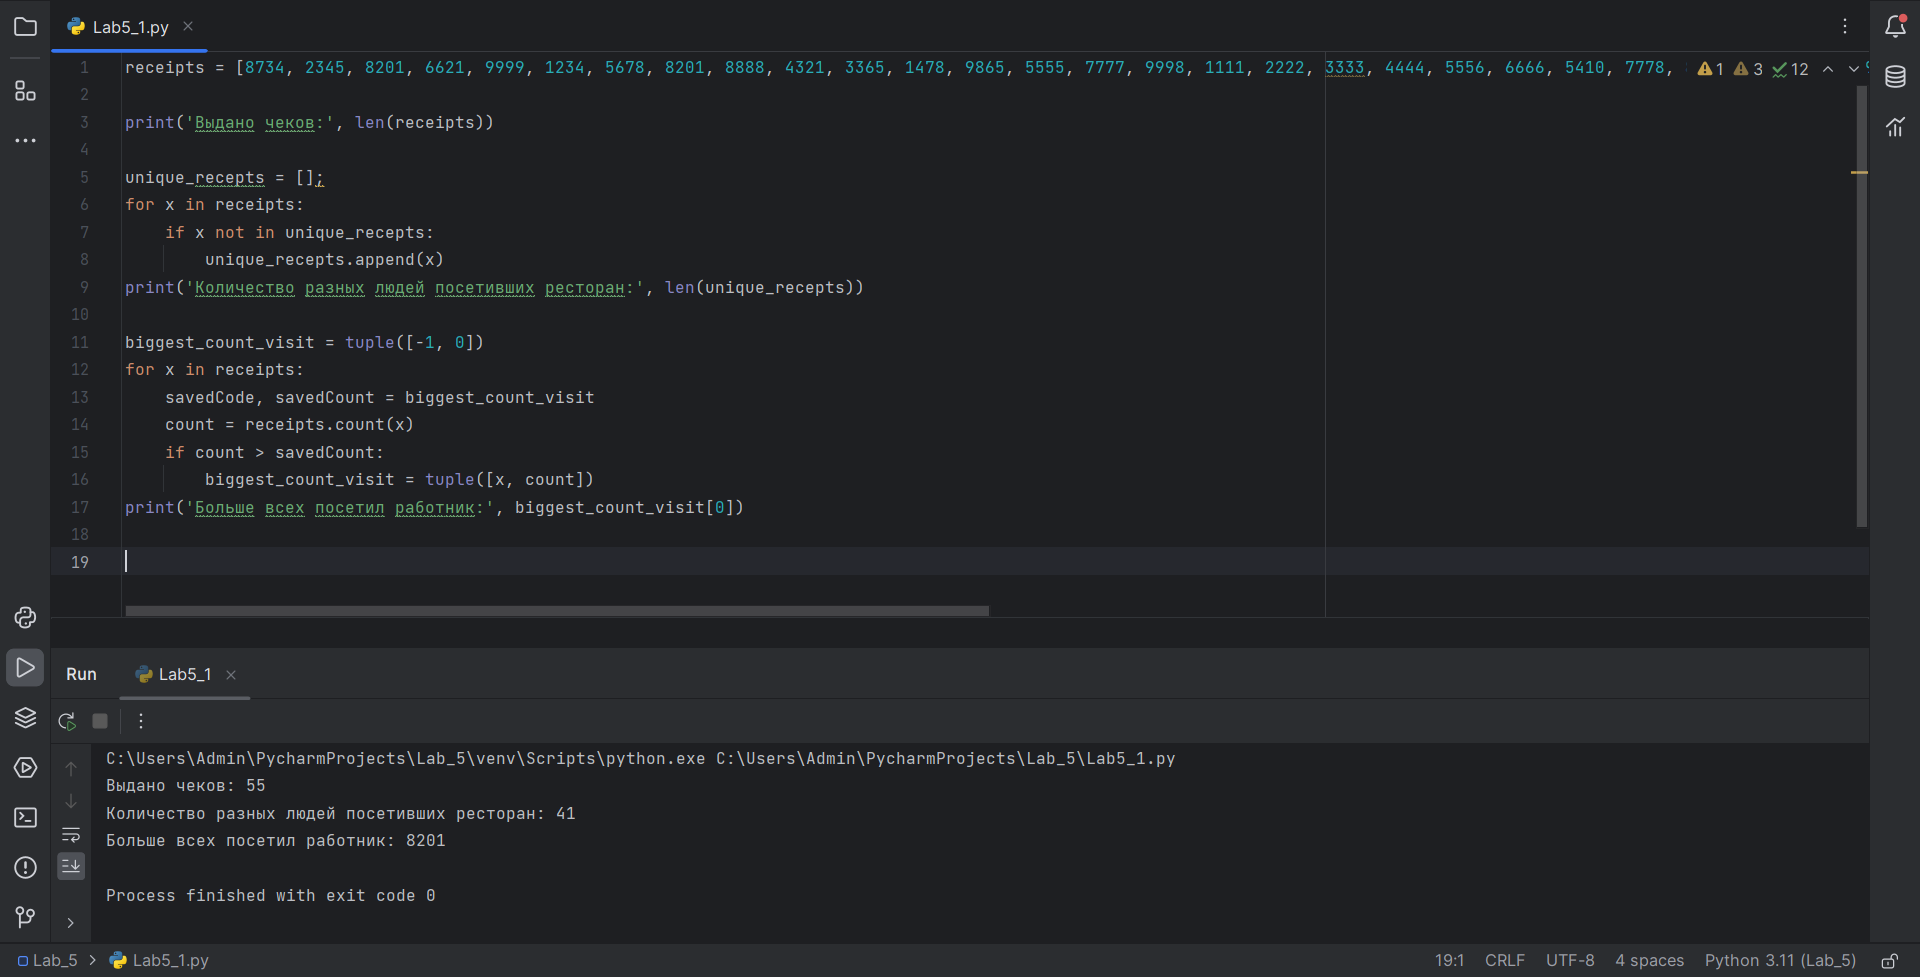 Lab5_1.py
1 receipts = [8734, 2345, 8201, 6621, 9999, 1234, 5678, 8201, 8888, 4321, 3365, 1478, 9865, 5555, 7777, 9998, 1111, 2222, 3333, 4444, 5556, 6666, 5410, 7778,
1 3 12
2
3 print('Выдано чеков:', len(receipts))
4
5 unique_recepts = [];
6 for x in receipts:
7 if x not in unique_recepts:
8 unique_recepts.append(x)
9 print('Количество разных людей посетивших ресторан:', len(unique_recepts))
10
11 biggest_count_visit = tuple([-1, 0])
12 for x in receipts:
13 savedCode, savedCount = biggest_count_visit
14 count = receipts.count(x)
15 if count > savedCount:
16 biggest_count_visit = tuple([x, count])
17 print('Больше всех посетил работник:', biggest_count_visit[0])
18
19
Run Lab5_1
C:\Users\Admin\PycharmProjects\Lab_5\venv\Scripts\python.exe C:\Users\Admin\PycharmProjects\Lab_5\Lab5_1.py
Выдано чеков: 55
Количество разных людей посетивших ресторан: 41
Больше всех посетил работник: 8201
Process finished with exit code 0
Lab_5 > Lab5_1.py 19:1 CRLF UTF-8 4 spaces Python 3.11 (Lab_5)